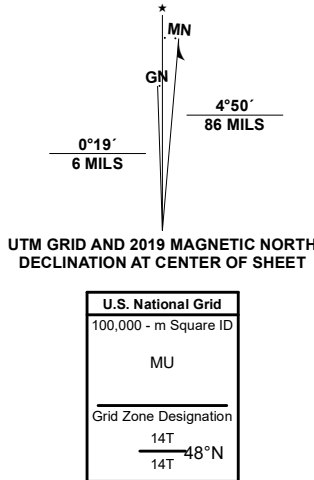 ★
MN
GN
0°19´
6 MILS
4°50´
86 MILS
UTM GRID AND 2019 MAGNETIC NORTH
DECLINATION AT CENTER OF SHEET
U.S. National Grid
100,000 - m Square ID
MU
Grid Zone Designation
14T
48°N
14T